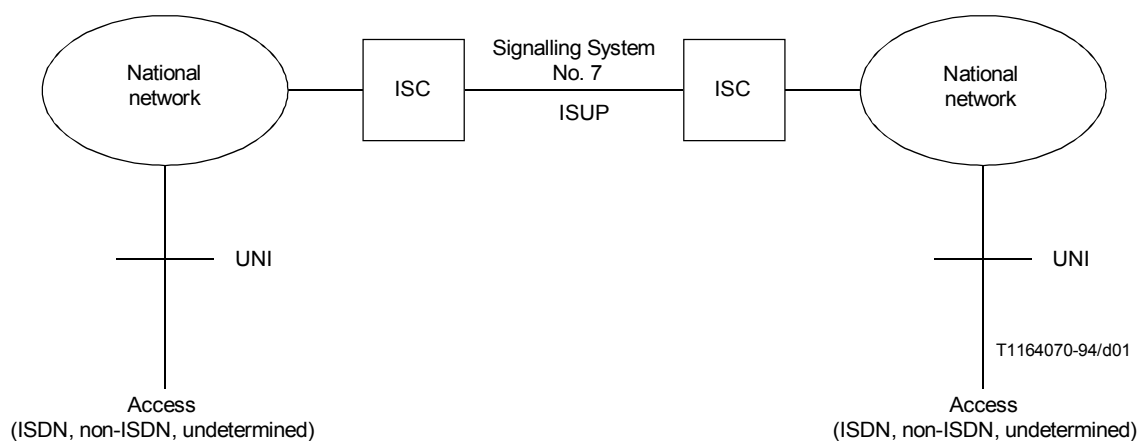 National
network
ISC
Signalling System
No. 7
ISUP
ISC
National
network
UNI
UNI
T1164070-94/d01
Access
(ISDN, non-ISDN, undetermined)
Access
(ISDN, non-ISDN, undetermined)